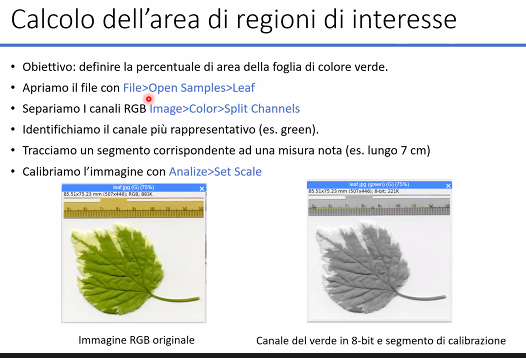 Calcolo dell'area di regioni di interesse
• Obiettivo: definire la percentuale di area della foglia di colore verde.
• Apriamo il file con File>Open Samples>Leaf
• Separiamo I canali RGB Image>Color>Split Channels
• Identifichiamo il canale più rappresentativo (es. green).
• Tracciamo un segmento corrispondente ad una misura nota (es. lungo 7 cm)
• Calibriamo l'immagine con Analize>Set Scale
leaf.jpg (G) (75%)
85.51x75.23 mm (507x446); RGB; 883K
leaf.jpg (green) (G) (75%)
85.51x75.23 mm (507x446); 8-bit; 221K
Immagine RGB originale
Canale del verde in 8-bit e segmento di calibrazione